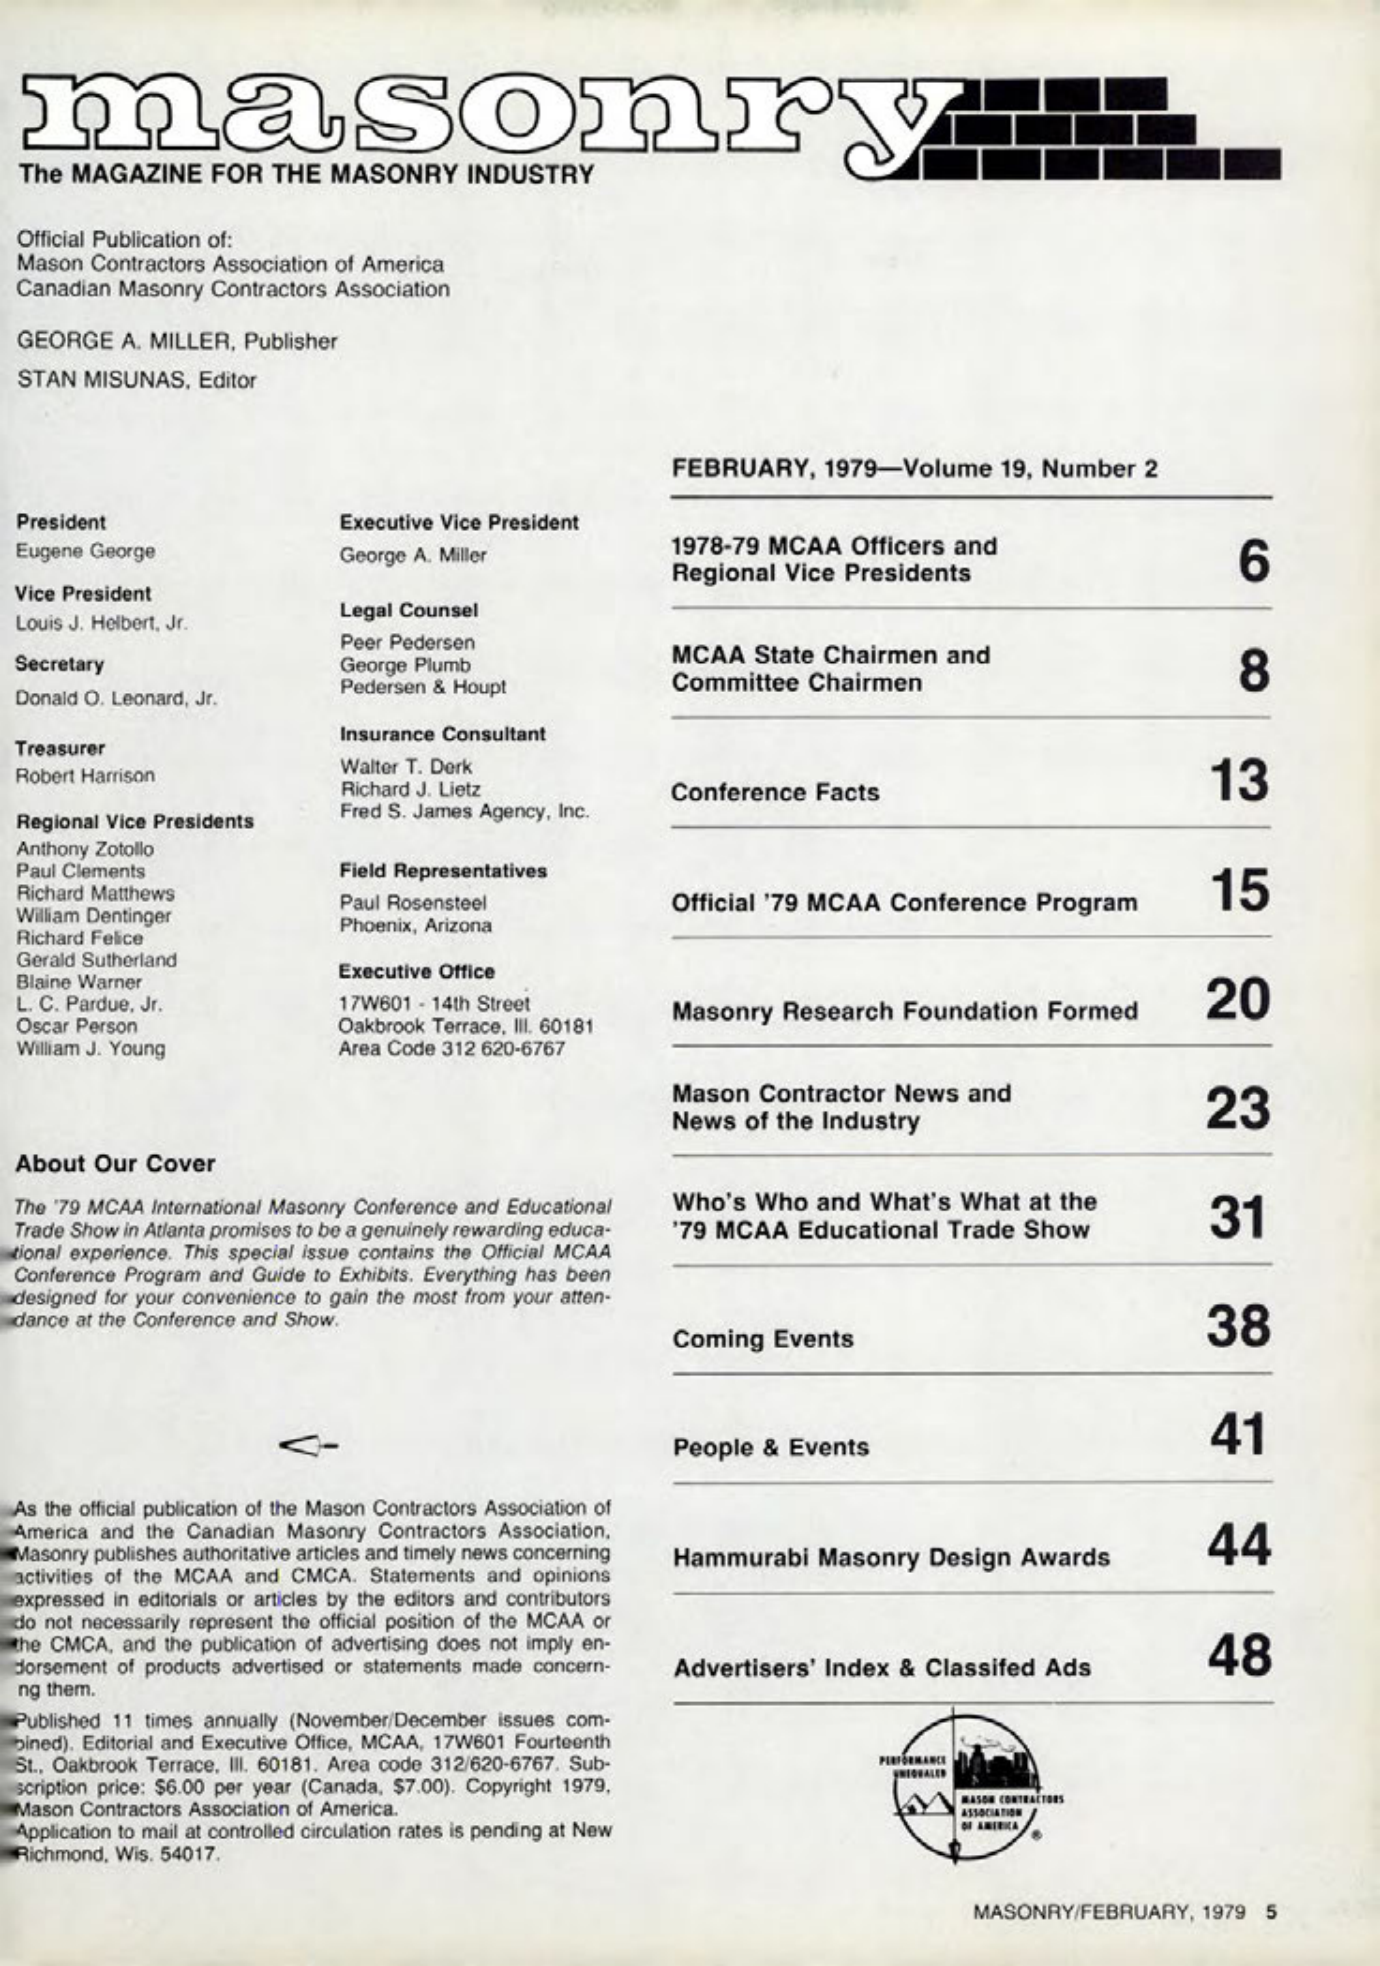 masonry
The MAGAZINE FOR THE MASONRY INDUSTRY
Official Publication of:
Mason Contractors Association of America
Canadian Masonry Contractors Association
GEORGE A. MILLER, Publisher
STAN MISUNAS, Editor
President
Eugene George
Vice President
Louis J. Helbert, Jr.
Secretary
Donald O. Leonard, Jr.
Treasurer
Robert Harrison
Regional Vice Presidents
Anthony Zotollo
Paul Clements
Richard Matthews
William Dentinger
Richard Felice
Gerald Sutherland
Blaine Warner
L. C. Pardue, Jr.
Oscar Person
William J. Young
Executive Vice President
George A. Miller
Legal Counsel
Peer Pedersen
George Plumb
Pedersen & Houpt
Insurance Consultant
Walter T. Derk
Richard J. Lietz
Fred S. James Agency, Inc.
Field Representatives
Paul Rosensteel
Phoenix, Arizona
Executive Office
17W601 - 14th Street
Oakbrook Terrace, Ill. 60181
Area Code 312 620-6767
About Our Cover
The '79 MCAA International Masonry Conference and Educational
Trade Show in Atlanta promises to be a genuinely rewarding educa-
tional experience. This special issue contains the Official MCAA
Conference Program and Guide to Exhibits. Everything has been
designed for your convenience to gain the most from your atten-
dance at the Conference and Show.
As the official publication of the Mason Contractors Association of
America and the Canadian Masonry Contractors Association,
Masonry publishes authoritative articles and timely news concerning
activities of the MCAA and CMCA. Statements and opinions
expressed in editorials or articles by the editors and contributors
do not necessarily represent the official position of the MCAA or
the CMCA, and the publication of advertising does not imply en-
dorsement of products advertised or statements made concern-
ng them.
Published 11 times annually (November/December issues com-
bined). Editorial and Executive Office, MCAA, 17W601 Fourteenth
St., Oakbrook Terrace, Ill. 60181. Area code 312/620-6767. Sub-
scription price: $6.00 per year (Canada, $7.00). Copyright 1979,
Mason Contractors Association of America.
Application to mail at controlled circulation rates is pending at New
Richmond, Wis. 54017.
FEBRUARY, 1979—Volume 19, Number 2
1978-79 MCAA Officers and
Regional Vice Presidents 6
MCAA State Chairmen and
Committee Chairmen 8
Conference Facts 13
Official '79 MCAA Conference Program 15
Masonry Research Foundation Formed 20
Mason Contractor News and
News of the Industry 23
Who's Who and What's What at the
'79 MCAA Educational Trade Show 31
Coming Events 38
People & Events 41
Hammurabi Masonry Design Awards 44
Advertisers' Index & Classifed Ads 48
PERFORMANCE
UNEQUALED
MASON CONTRACTORS
ASSOCIATION
OF AMERICA
®
MASONRY/FEBRUARY, 1979 5